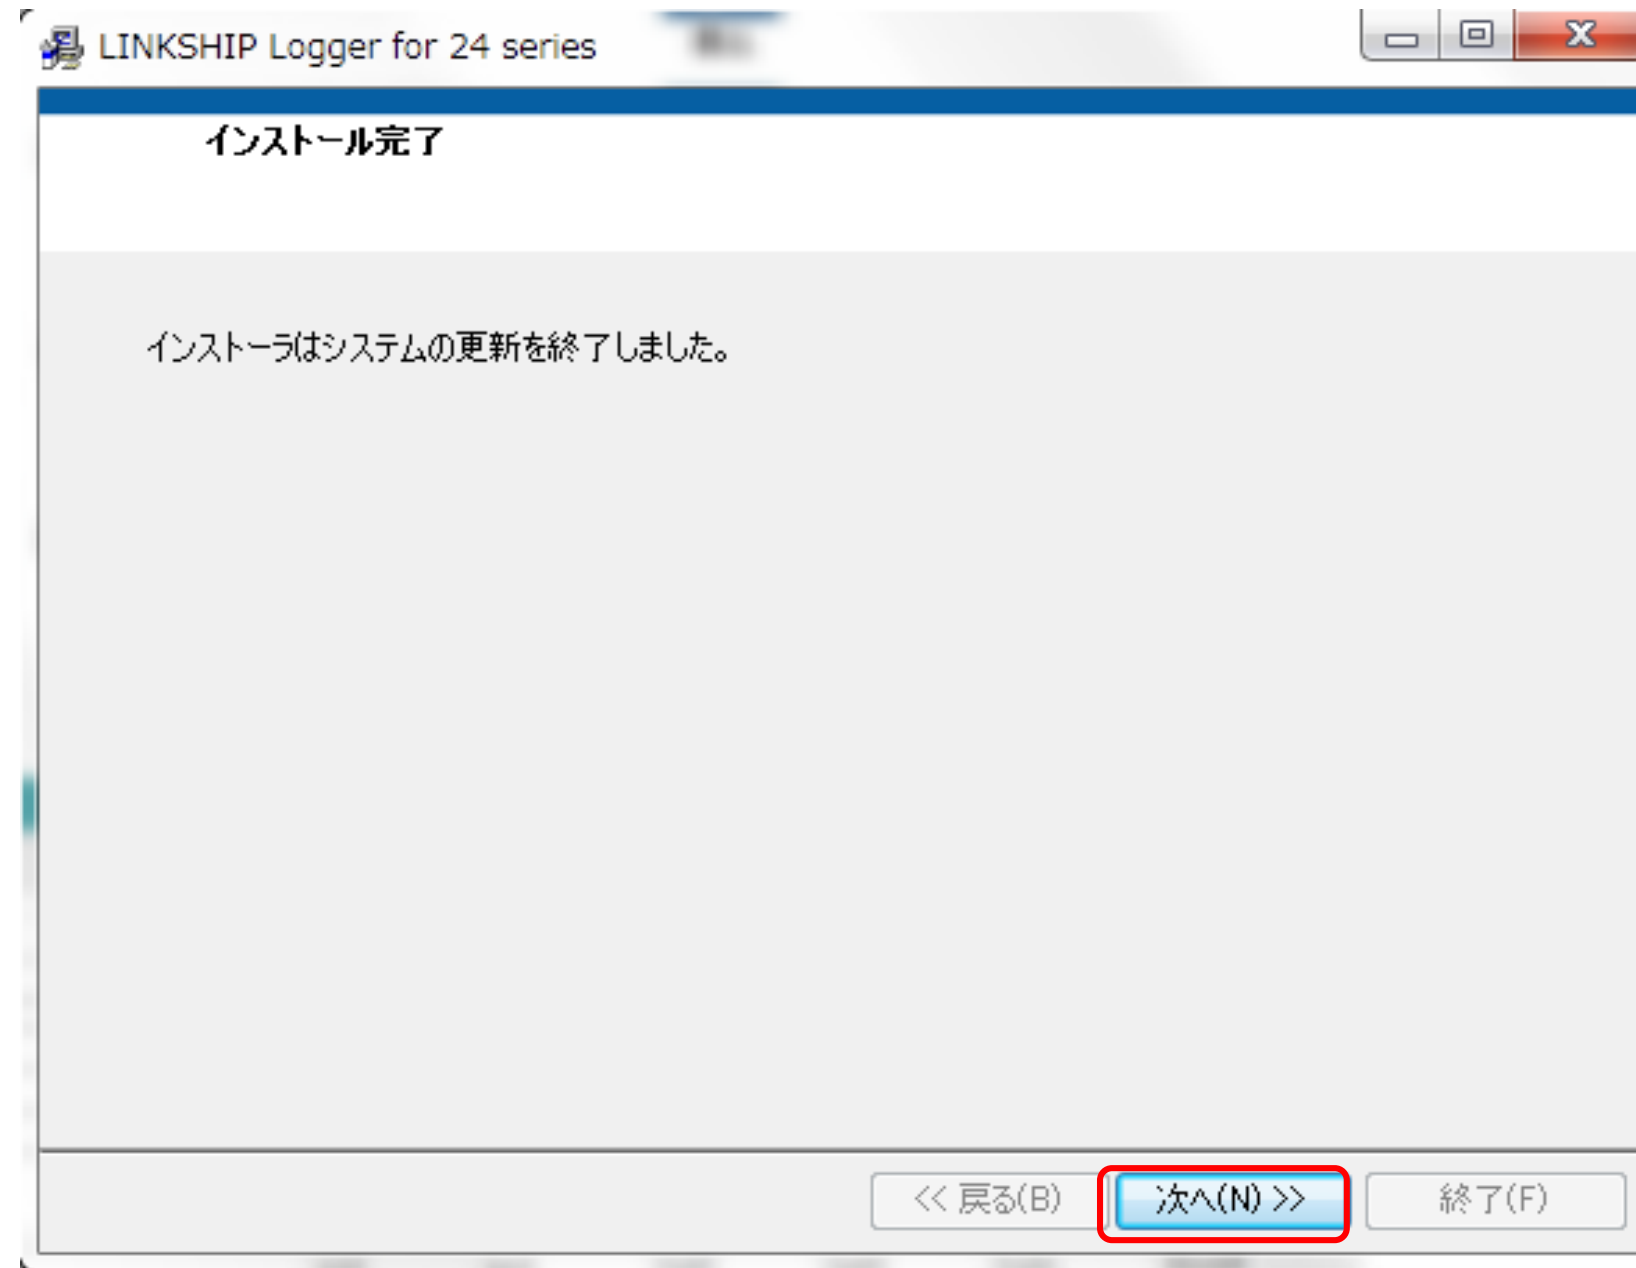 LINKSHIP Logger for 24 series
インストール完了
インストーラはシステムの更新を終了しました。
<< 戻る(B)
次へ(N) >>
終了(F)